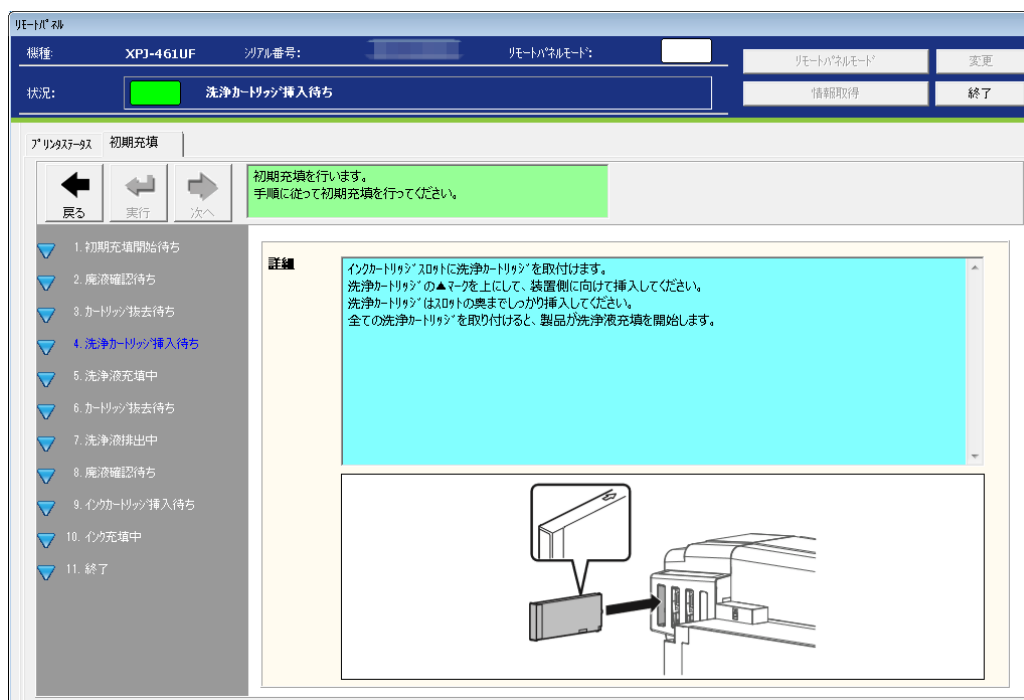 リモートパネル
機種: XPJ-461UF シリアル番号: リモートパネルモード:
リモートパネルモード 変更
状況: 洗浄カートリッジ挿入待ち
情報取得 終了
プリンタステータス 初期充填
戻る 実行 次へ
初期充填を行います。
手順に従って初期充填を行ってください。
1. 初期充填開始待ち
2. 廃液確認待ち
3. カートリッジ抜去待ち
4. 洗浄カートリッジ挿入待ち
5. 洗浄液充填中
6. カートリッジ抜去待ち
7. 洗浄液排出中
8. 廃液確認待ち
9. インクカートリッジ挿入待ち
10. インク充填中
11. 終了
詳細
インクカートリッジスロットに洗浄カートリッジを取付けます。
洗浄カートリッジの▲マークを上にして、装置側に向けて挿入してください。
洗浄カートリッジはスロットの奥までしっかり挿入してください。
全ての洗浄カートリッジを取り付けると、製品が洗浄液充填を開始します。